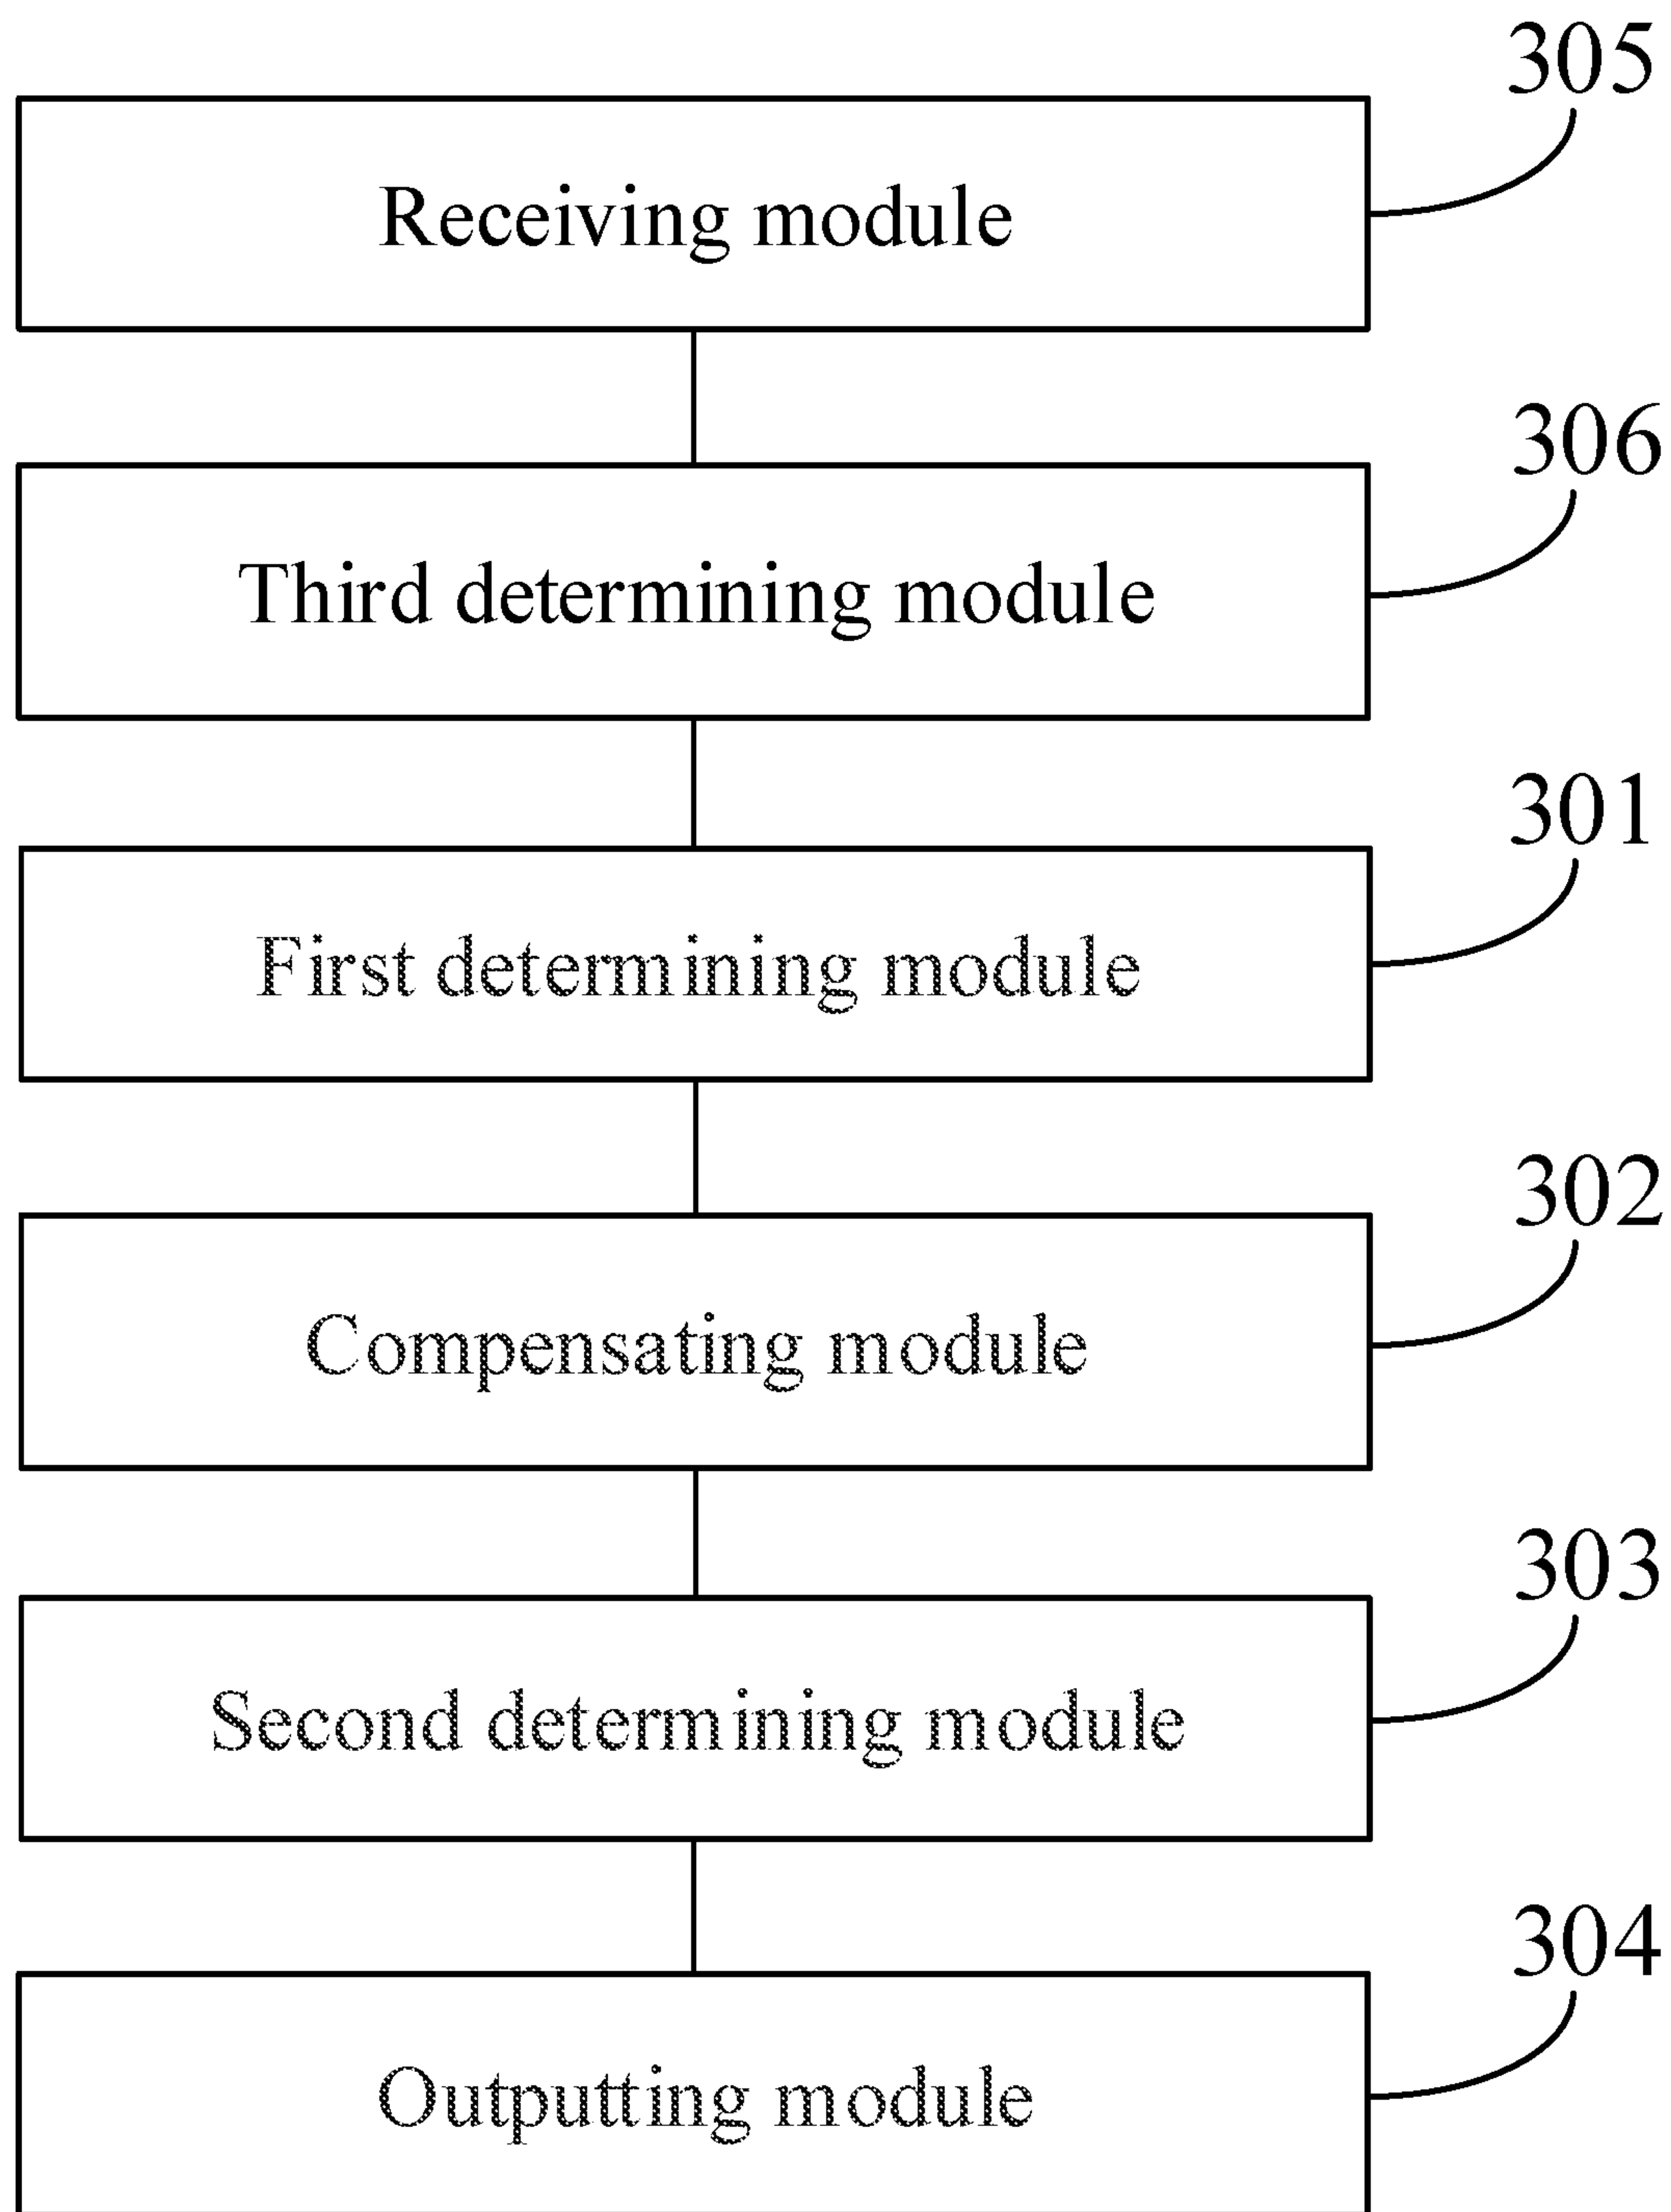 305
Receiving module
306
Third determining module
301
First determining module
302
Compensating module
303
Second determining module
304
Outputting module